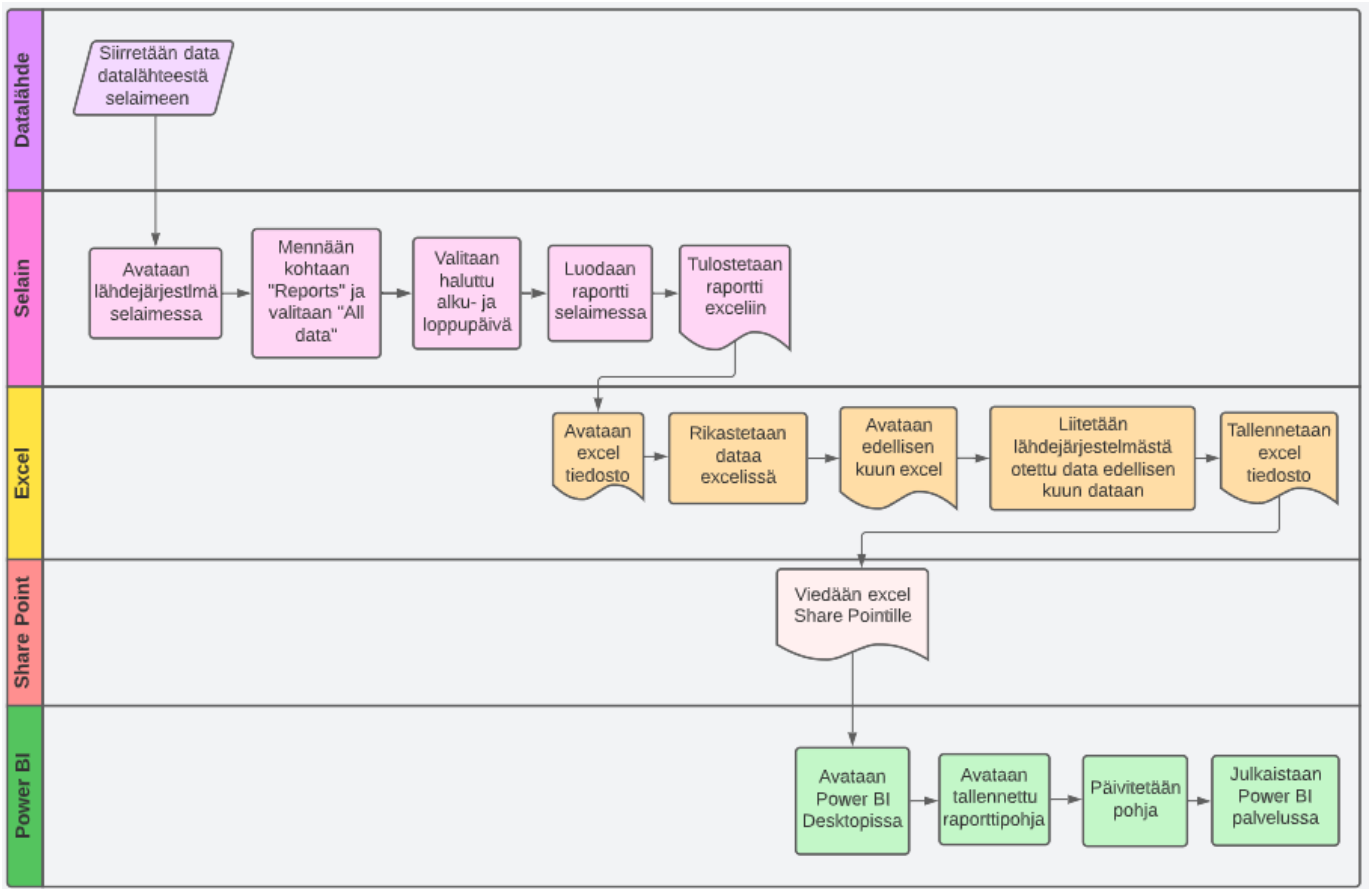 Datalähde
Siirretään data
datalähteestä
selaimeen
Selain
Avataan
lähdejärjestlmä
selaimessa
Mennään
kohtaan
"Reports" ja
valitaan "All
data"
Valitaan
haluttu
alku- ja
loppupäivä
Luodaan
raportti
selaimessa
Tulostetaan
raportti
exceliin
Excel
Avataan
excel
tiedosto
Rikastetaan
dataa
excelissä
Avataan
edellisen
kuun excel
Liitetään
lähdejärjestelmästä
otettu data edellisen
kuun dataan
Tallennetaan
excel
tiedosto
Share Point
Viedään excel
Share Pointille
Power BI
Avataan
Power BI
Desktopissa
Avataan
tallennettu
raporttipohja
Päivitetään
pohja
Julkaistaan
Power BI
palvelussa